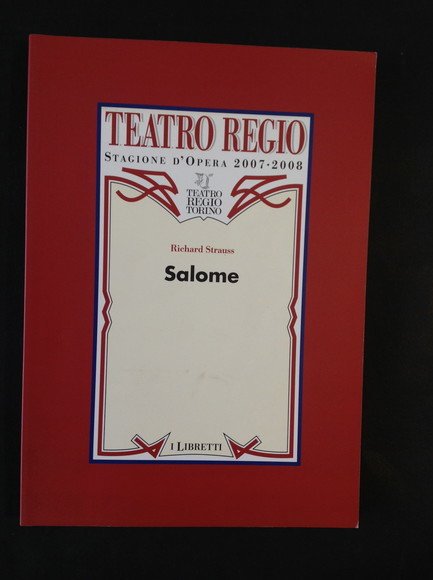 TEATRO REGIO
STAGIONE D'OPERA 2007•2008
TEATRO
REGIO
TORINO
Richard Strauss
Salome
I LIBRETTI